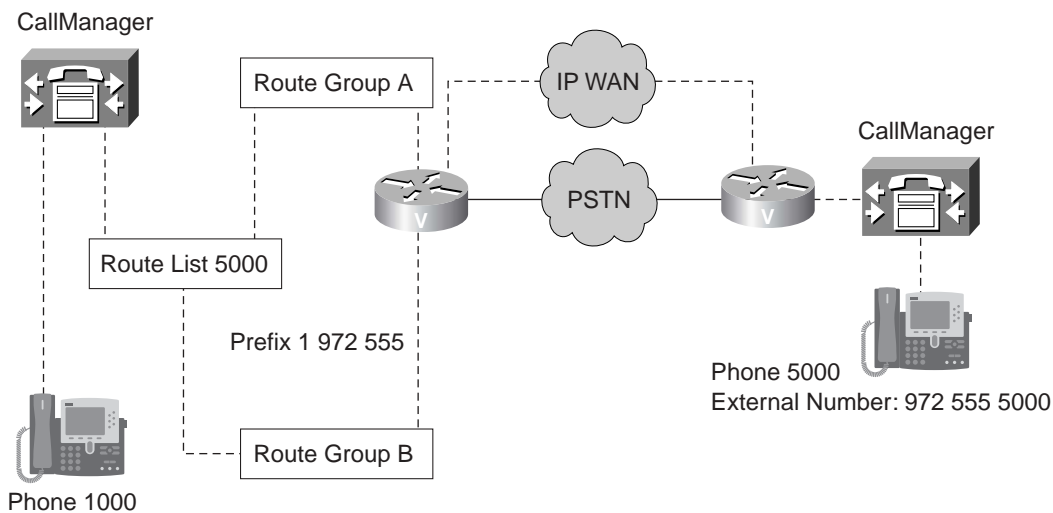 CallManager
Route Group A
IP WAN
CallManager
PSTN
V
V
Route List 5000
Prefix 1 972 555
Phone 5000
External Number: 972 555 5000
Route Group B
Phone 1000